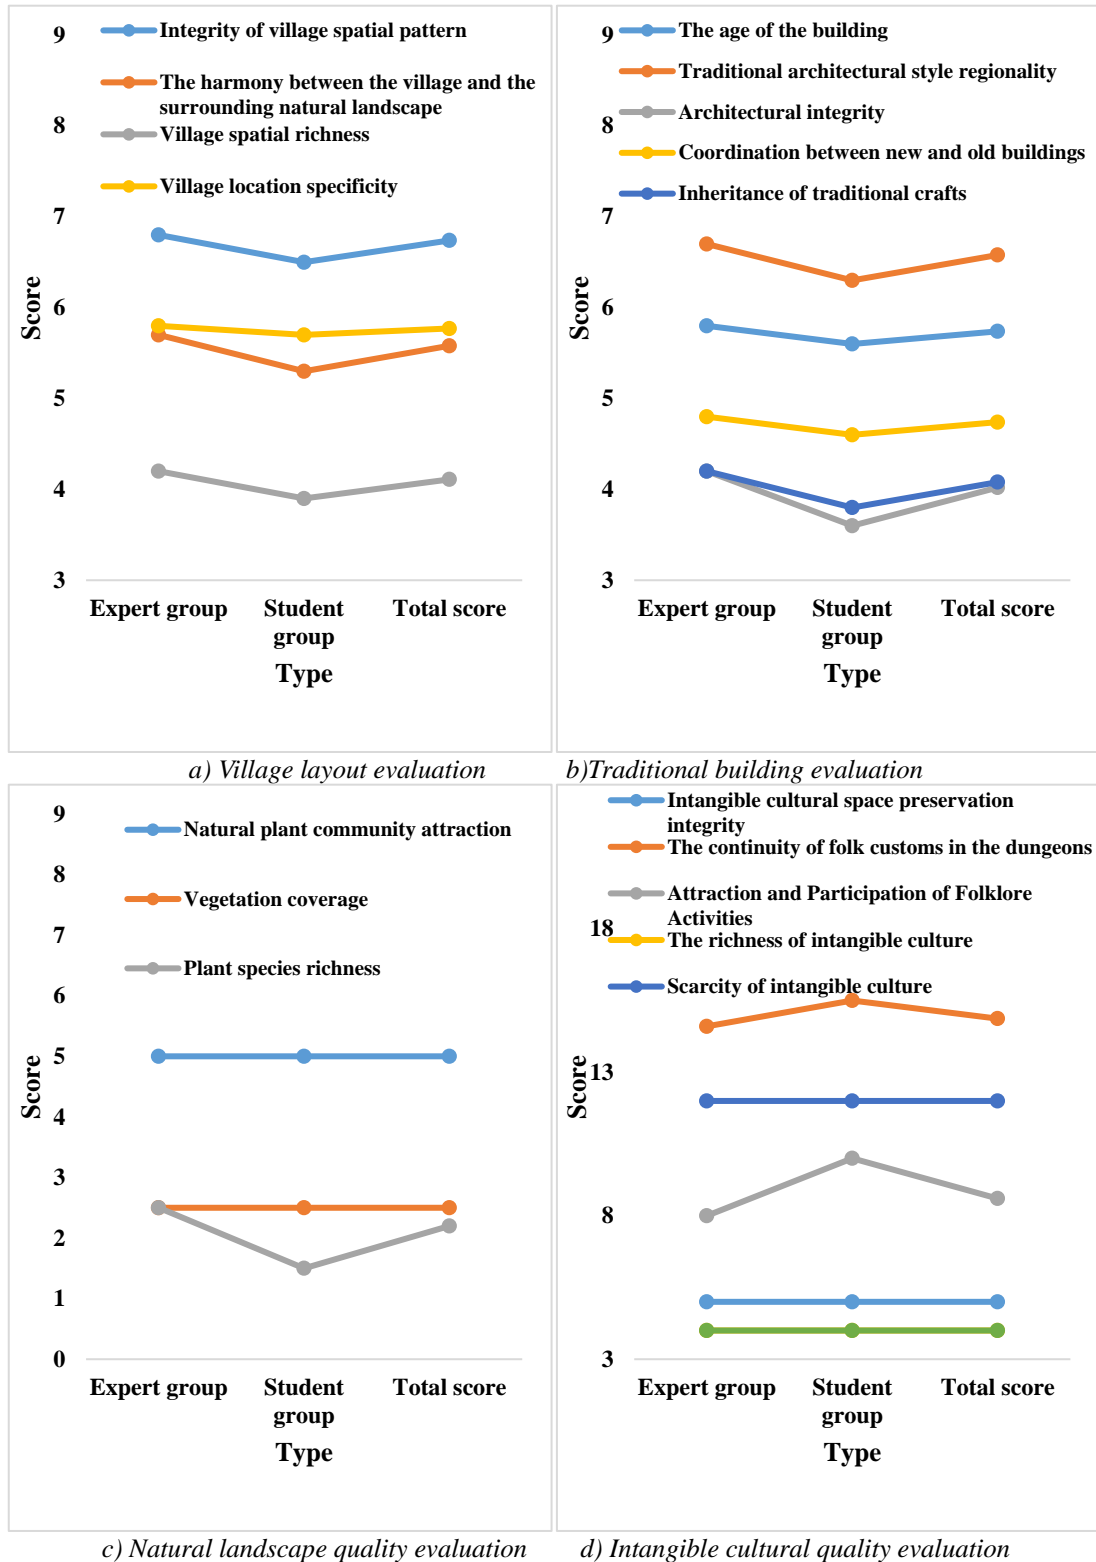 9
8
7
6
5
4
3
Score
Integrity of village spatial pattern
The harmony between the village and the
surrounding natural landscape
Village spatial richness
Village location specificity
Expert group
Student
group
Total score
Type
9
8
7
6
5
4
3
Score
The age of the building
Traditional architectural style regionality
Architectural integrity
Coordination between new and old buildings
Inheritance of traditional crafts
Expert group
Student
group
Total score
Type
a) Village layout evaluation
b)Traditional building evaluation
9
8
7
6
5
4
3
2
1
0
Score
Natural plant community attraction
Vegetation coverage
Plant species richness
Expert group
Student
group
Total score
Type
18
13
8
3
Score
Intangible cultural space preservation
integrity
The continuity of folk customs in the dungeons
Attraction and Participation of Folklore
Activities
The richness of intangible culture
Scarcity of intangible culture
Expert group
Student
group
Total score
Type
c) Natural landscape quality evaluation
d) Intangible cultural quality evaluation